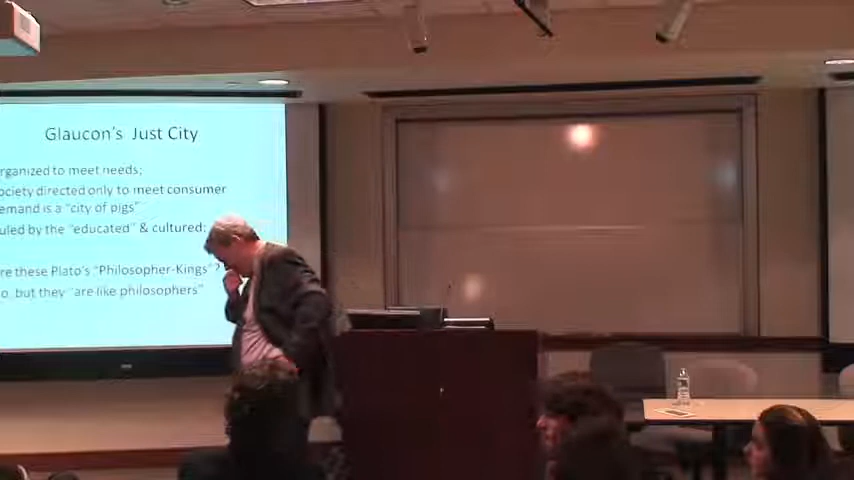 Glaucon's Just City
rganized to meet needs;
ociety directed only to meet consumer
emand is a "city of pigs"
uled by the "educated" & cultured:
re these Plato's "Philosopher-Kings"?
o, but they "are like philosophers"